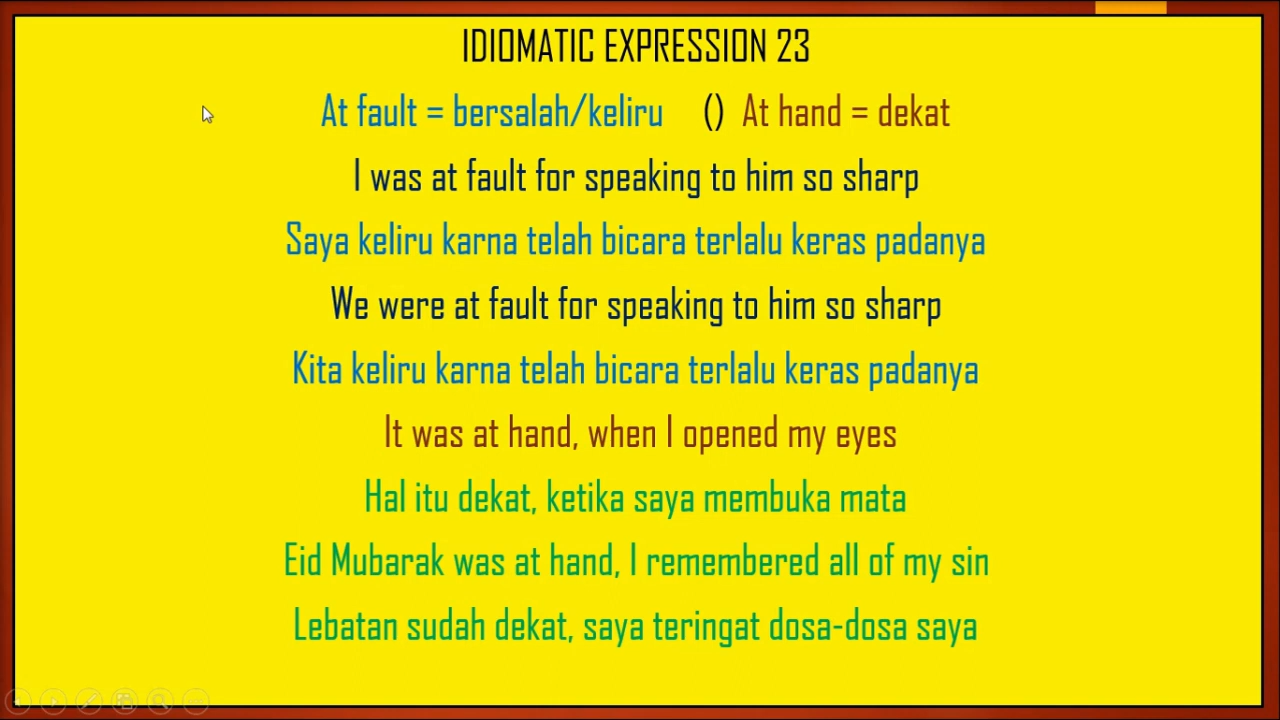 IDIOMATIC EXPRESSION 23
At fault = bersalah/keliru () At hand = dekat
I was at fault for speaking to him so sharp
Saya keliru karna telah bicara terlalu keras padanya
We were at fault for speaking to him so sharp
Kita keliru karna telah bicara terlalu keras padanya
It was at hand, when I opened my eyes
Hal itu dekat, ketika saya membuka mata
Eid Mubarak was at hand, I remembered all of my sin
Lebatan sudah dekat, saya teringat dosa-dosa saya